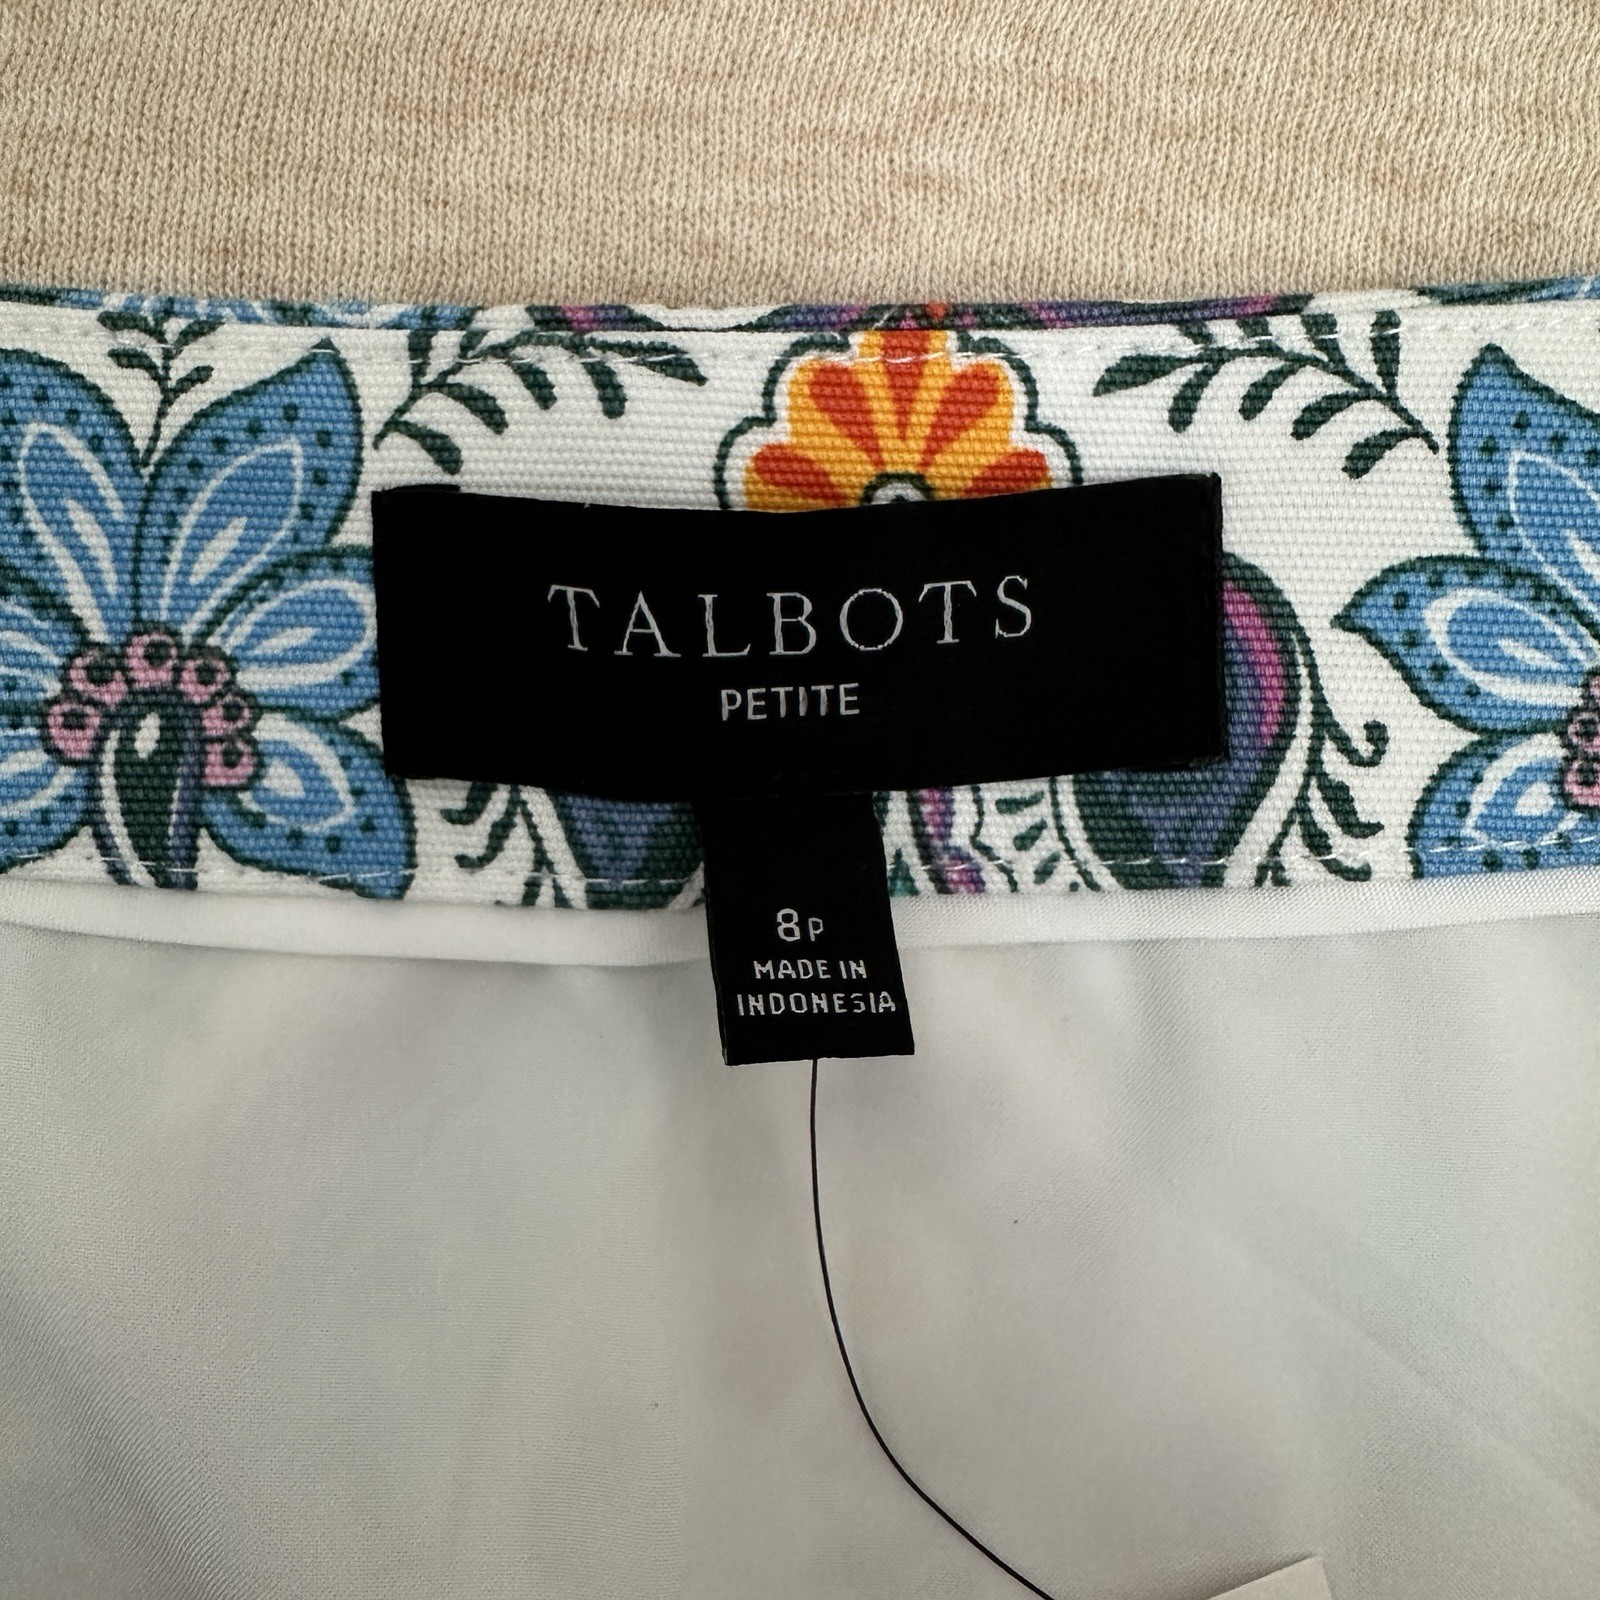 TALBOTS
PETITE
8P
MADE IN
INDONESIA